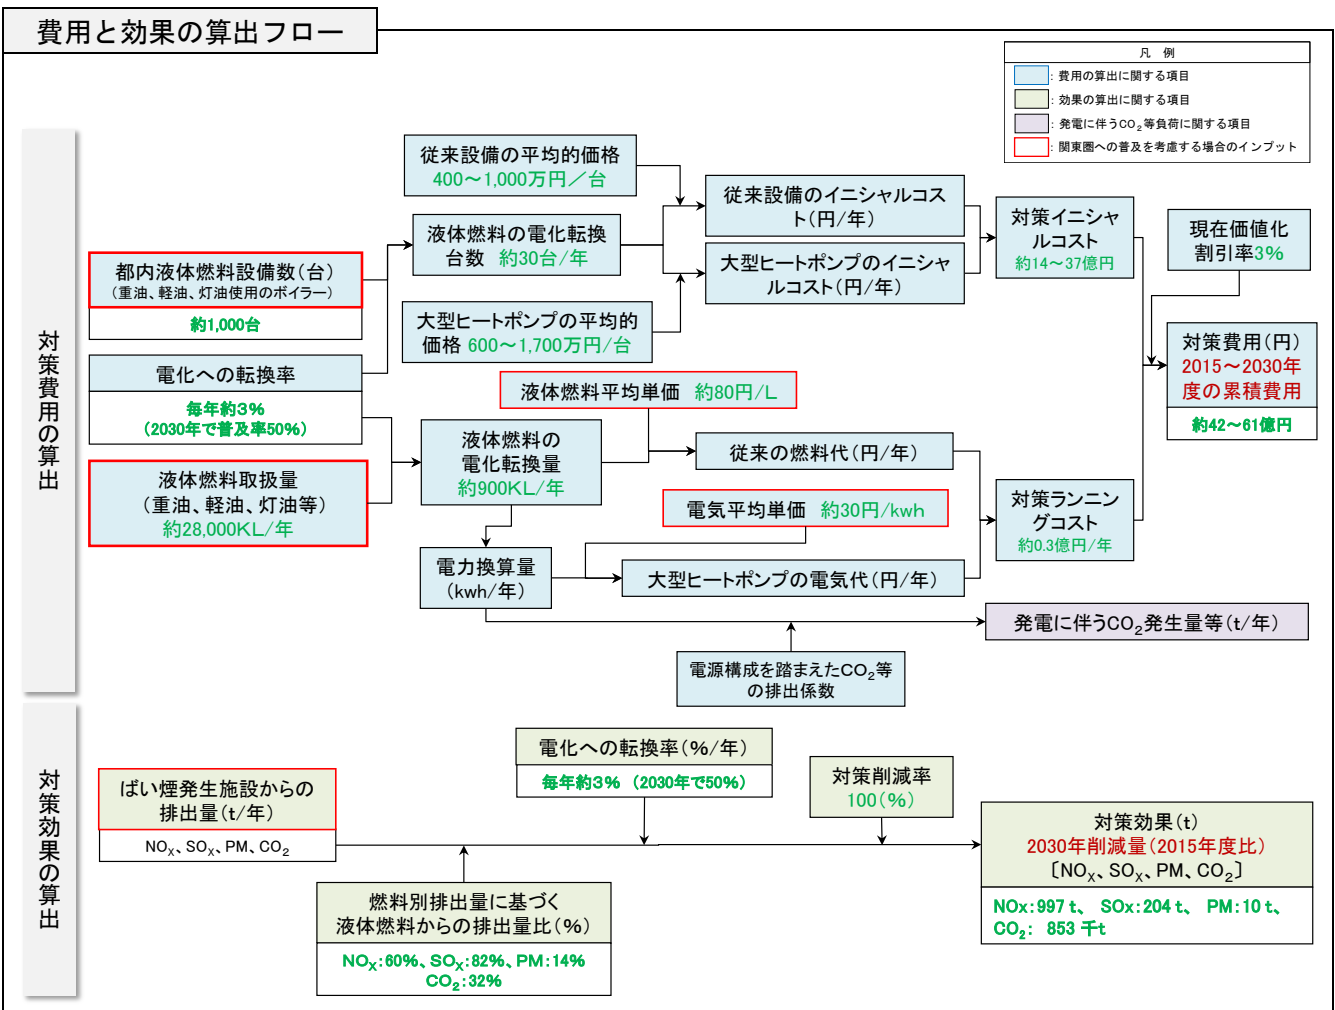 費用と効果の算出フロー
凡　例
：費用の算出に関する項目
：効果の算出に関する項目
：発電に伴うCO₂等負荷に関する項目
：関東圏への普及を考慮する場合のインプット
対策費用の算出
従来設備の平均的価格
400～1,000万円／台
液体燃料の電化転換
台数　約30台/年
大型ヒートポンプの平均的
価格 600～1,700万円/台
都内液体燃料設備数（台）
（重油、軽油、灯油使用のボイラー）
約1,000台
電化への転換率
毎年約３％
（2030年で普及率50％）
液体燃料取扱量
（重油、軽油、灯油等）
約28,000KL/年
従来設備のイニシャルコス
ト（円/年）
大型ヒートポンプのイニシャ
ルコスト（円/年）
対策イニシャ
ルコスト
約14～37億円
現在価値化
割引率3％
対策費用（円）
2015～2030年
度の累積費用
約42～61億円
液体燃料平均単価　約80円/L
液体燃料の
電化転換量
約900KL/年
従来の燃料代（円/年）
電気平均単価　約30円/kwh
対策ランニン
グコスト
約0.3億円/年
電力換算量
（kwh/年）
大型ヒートポンプの電気代（円/年）
発電に伴うCO₂発生量等（t/年）
電源構成を踏まえたCO₂等
の排出係数
対策効果の算出
ばい煙発生施設からの
排出量（t/年）
NOX、SOX、PM、CO₂
電化への転換率（％/年）
毎年約３％　（2030年で50％）
対策削減率
100（％）
燃料別排出量に基づく
液体燃料からの排出量比（％）
NOX：60％、SOX：82％、PM：14％
CO₂：32％
対策効果（t）
2030年削減量（2015年度比）
〔NOX、SOX、PM、CO₂〕
NOx：997 t、　SOx：204 t、　PM：10 t、
CO₂：　853 千t